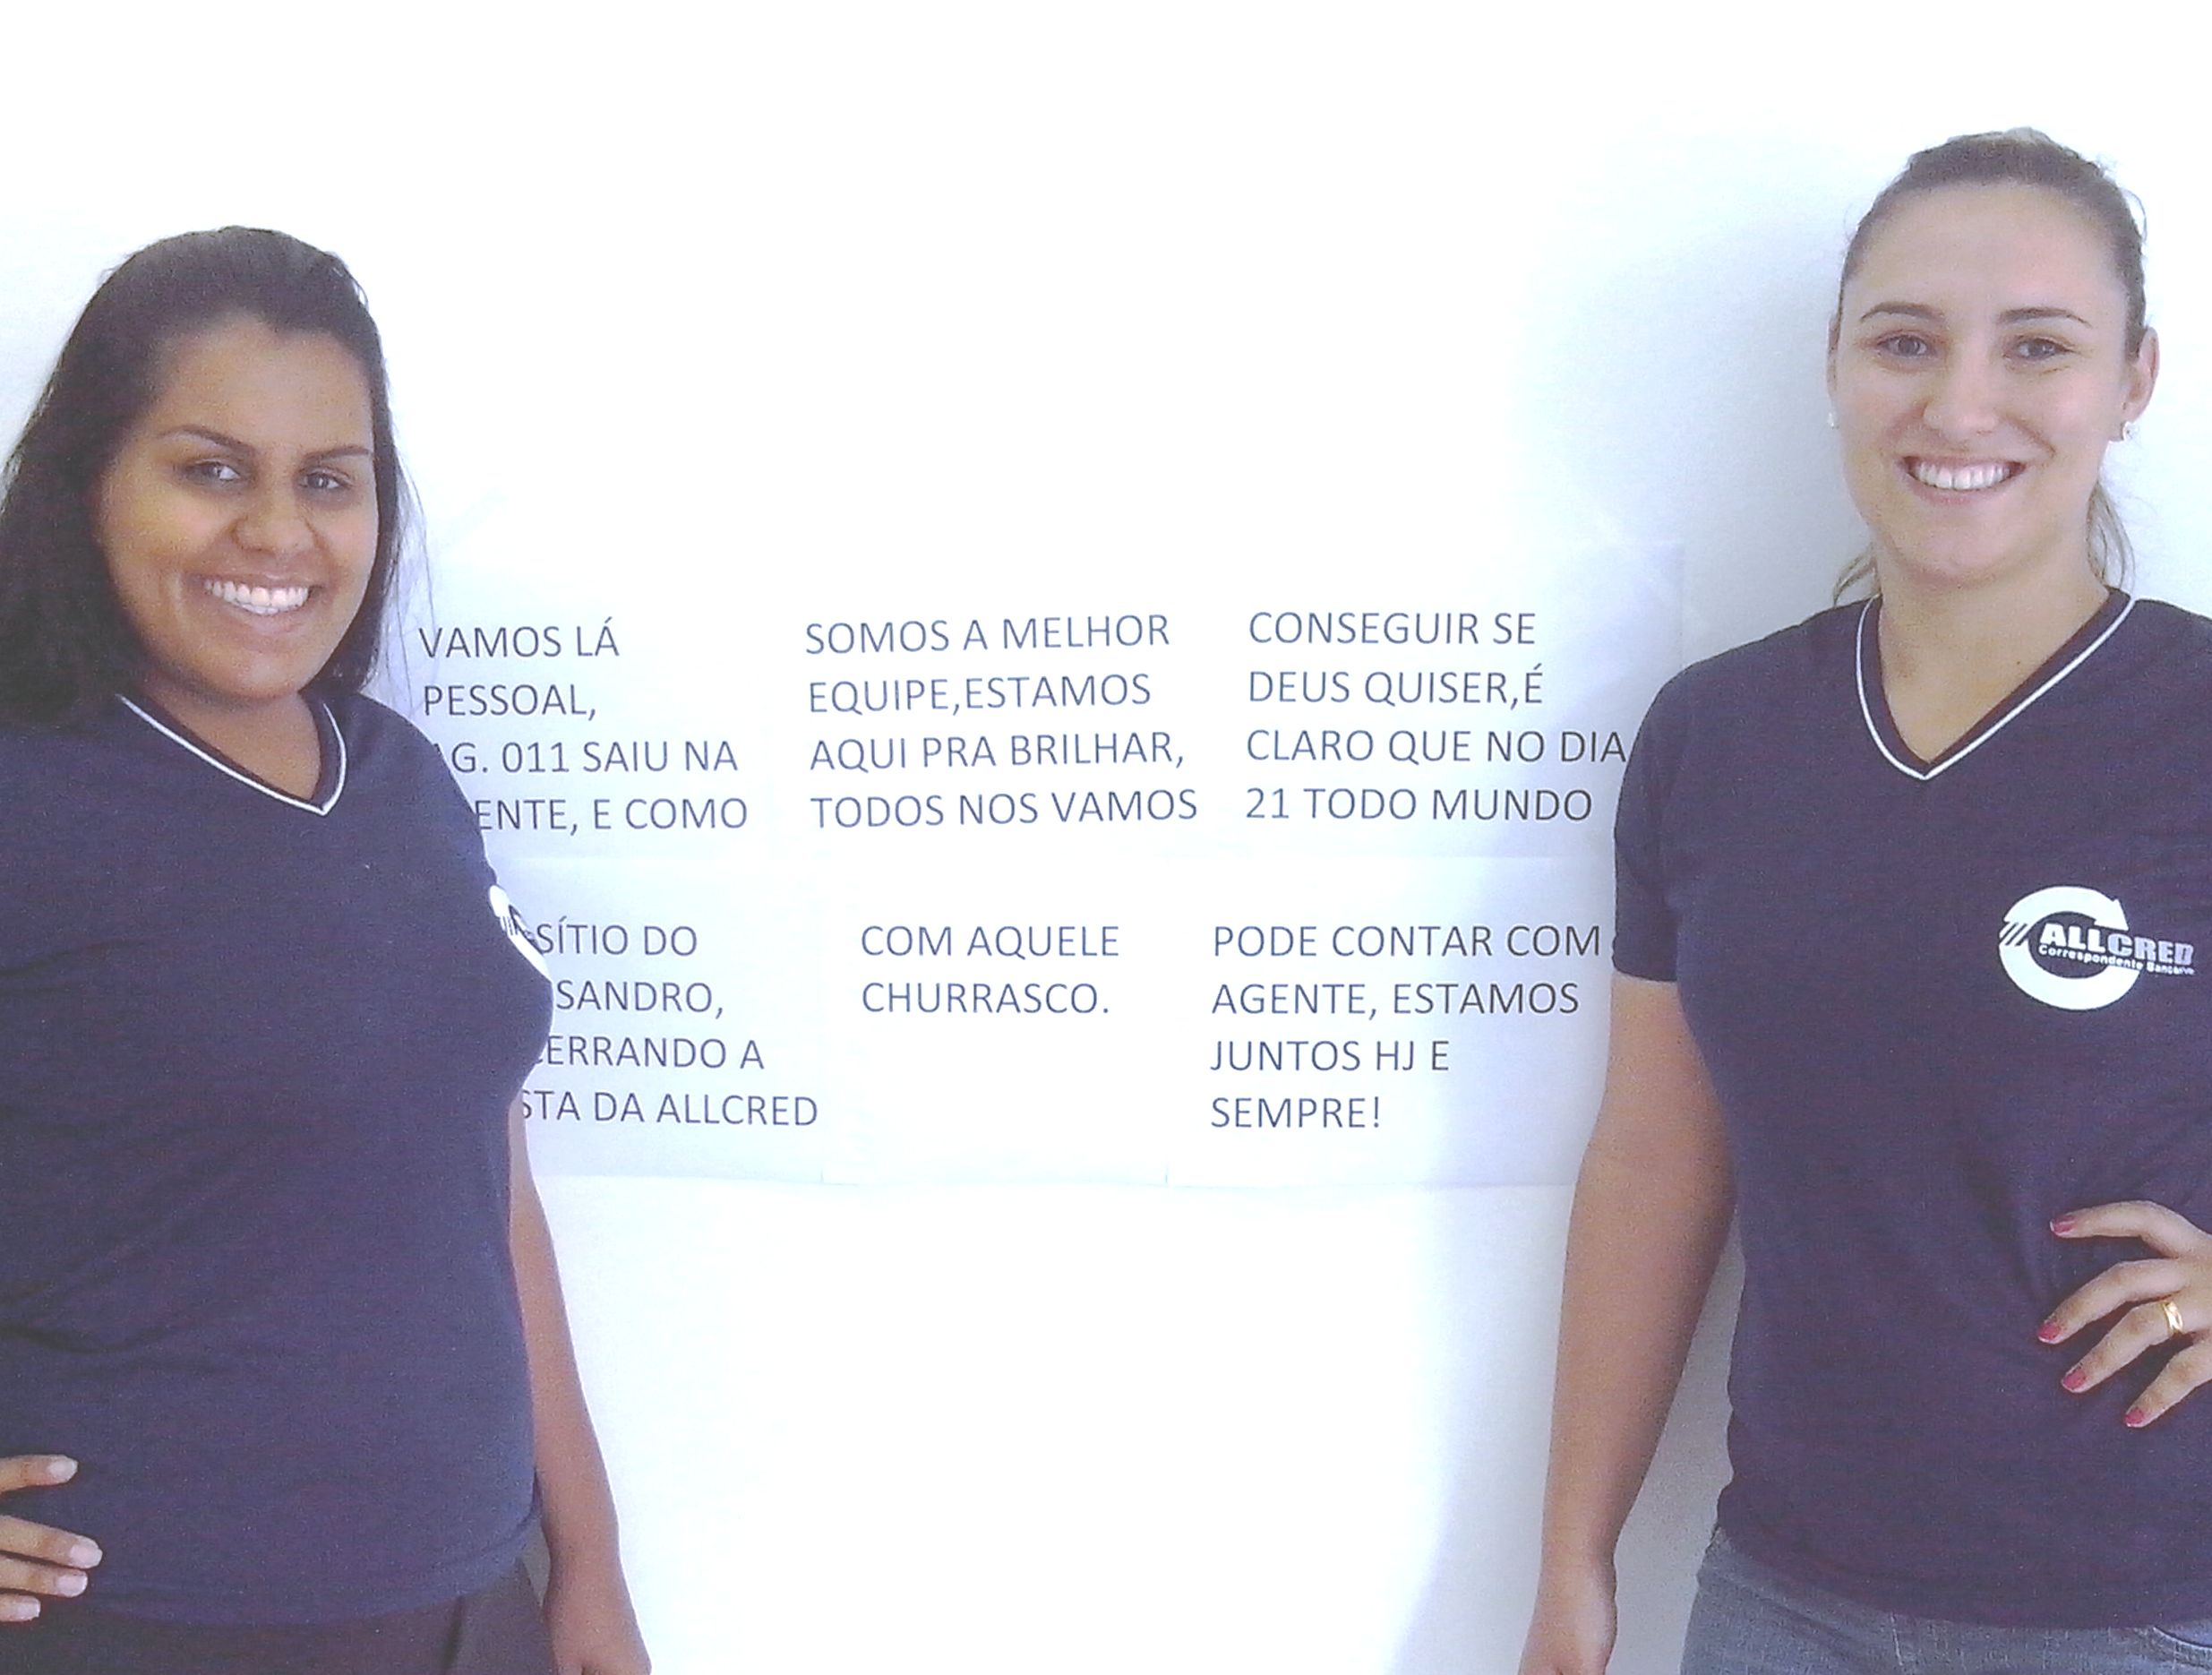 VAMOS LÁ
PESSOAL,
AG. 011 SAIU NA
ENTE, E COMO
SOMOS A MELHOR
EQUIPE,ESTAMOS
AQUI PRA BRILHAR,
TODOS NOS VAMOS
CONSEGUIR SE
DEUS QUISER,É
CLARO QUE NO DIA
21 TODO MUNDO
SÍTIO DO
SANDRO,
ERRANDO A
STA DA ALLCRED
COM AQUELE
CHURRASCO.
PODE CONTAR COM
AGENTE, ESTAMOS
JUNTOS HJ E
SEMPRE!
ALLCRED
Correspondente Bancário